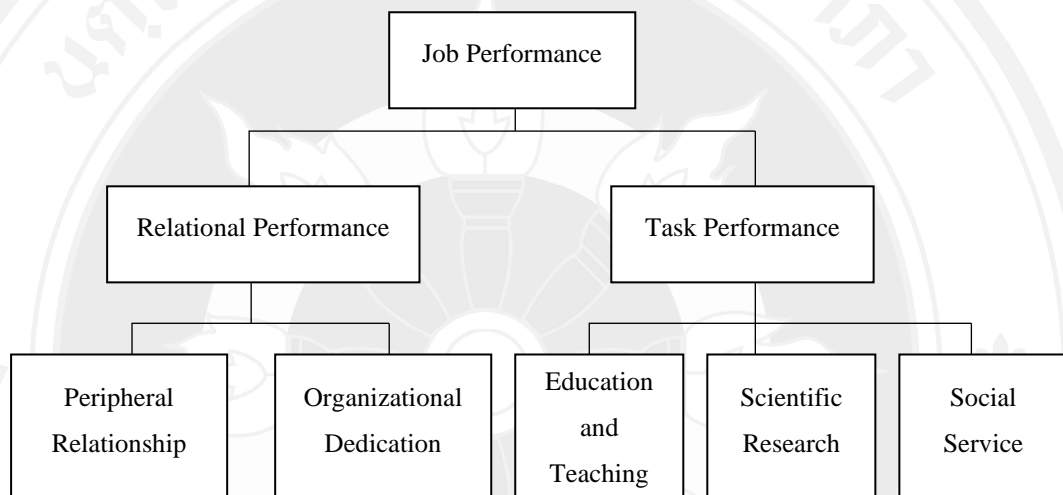 Job Performance
Relational Performance
Task Performance
Peripheral
Relationship
Organizational
Dedication
Education
and
Teaching
Scientific
Research
Social
Service